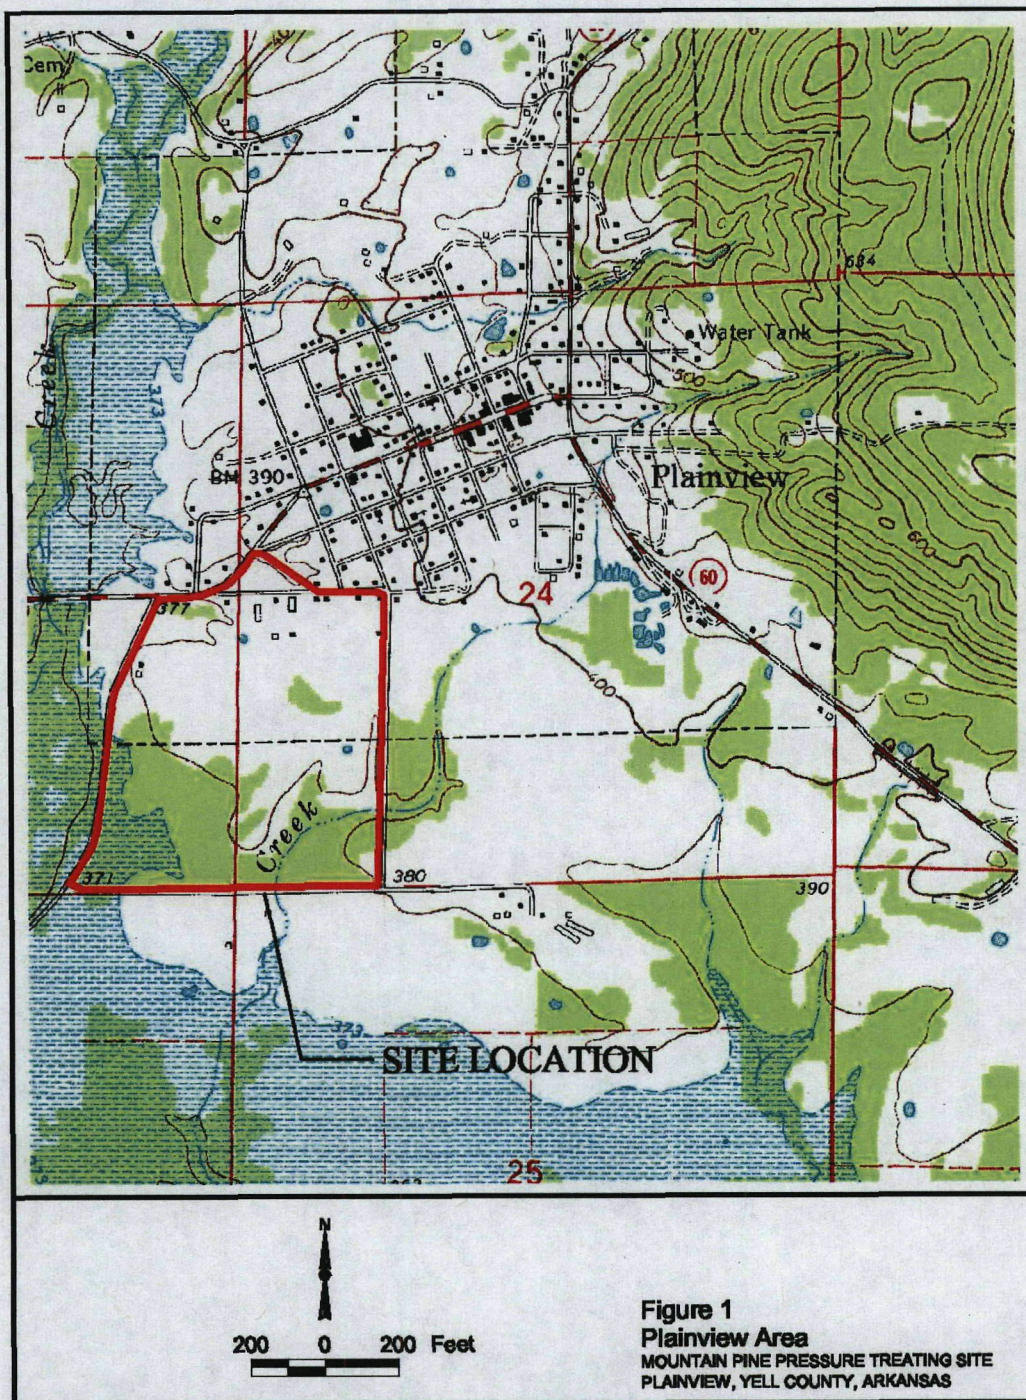 Cem
684
Water Tank
500
Creek
373
BM 390
Plainview
600
60
24
377
400
Creek
371
380
390
373
SITE LOCATION
25
N
200 0 200 Feet
Figure 1
Plainview Area
MOUNTAIN PINE PRESSURE TREATING SITE
PLAINVIEW, YELL COUNTY, ARKANSAS